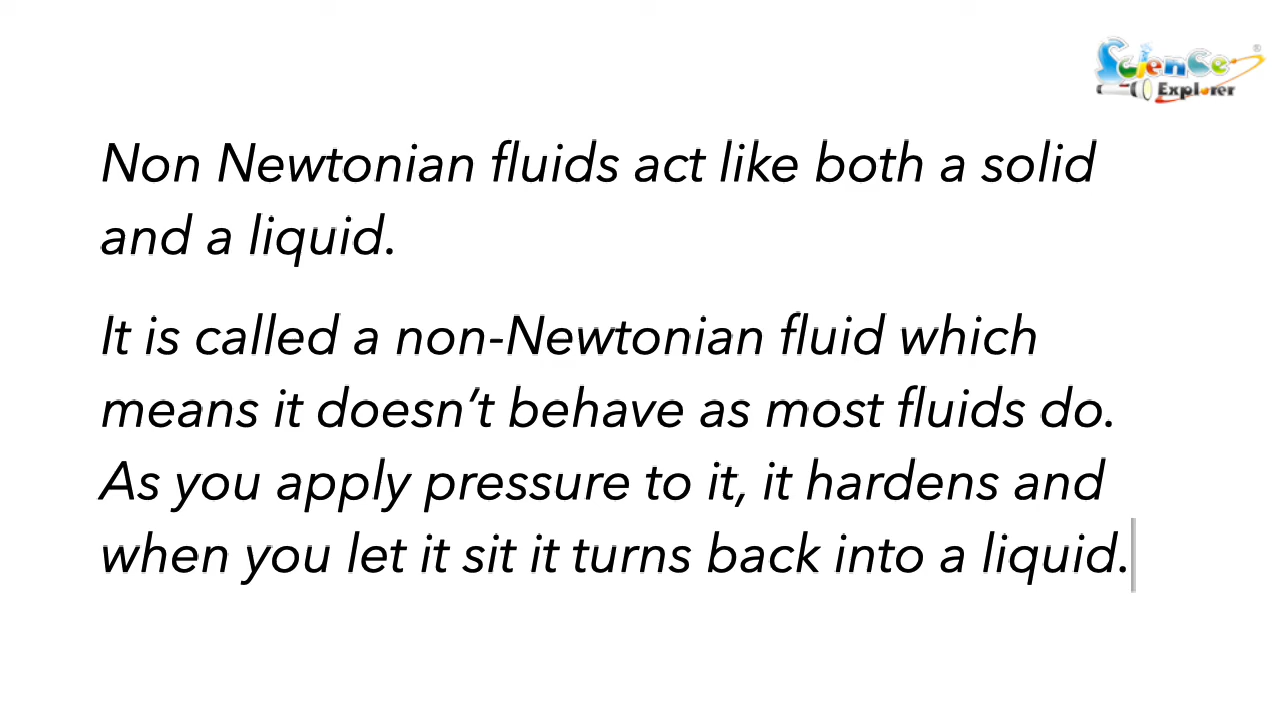 Science
Explorer
Non Newtonian fluids act like both a solid
and a liquid.
It is called a non-Newtonian fluid which
means it doesn’t behave as most fluids do.
As you apply pressure to it, it hardens and
when you let it sit it turns back into a liquid.